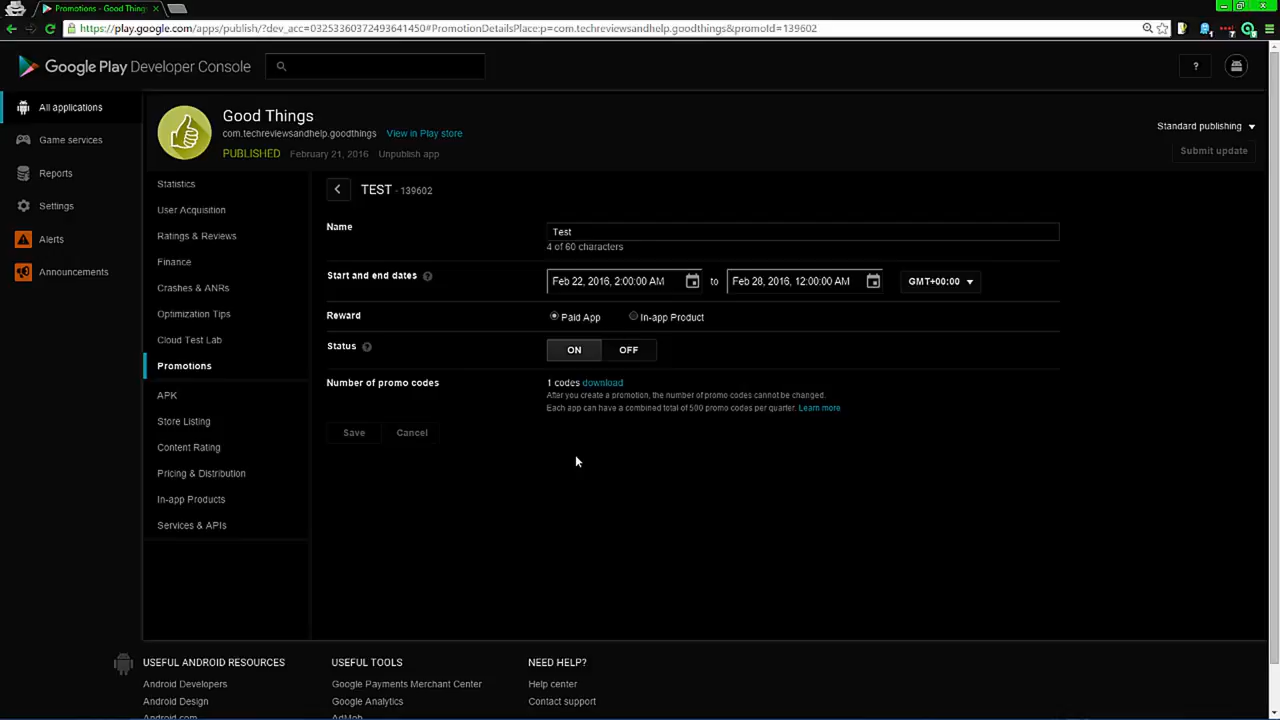 Promotions - Good Thing
https://play.google.com/apps/publish/?dev_acc=03253360372493641450#PromotionDetailsPlace:p=com.techreviewsandhelp.goodthings&promoId=139602
Google Play Developer Console
?
All applications
Game services
Reports
Settings
Alerts
Announcements
Good Things
com.techreviewsandhelp.goodthings View in Play store
PUBLISHED February 21, 2016 Unpublish app
Standard publishing
Submit update
Statistics
User Acquisition
Ratings & Reviews
Finance
Crashes & ANRs
Optimization Tips
Cloud Test Lab
Promotions
APK
Store Listing
Content Rating
Pricing & Distribution
In-app Products
Services & APIs
TEST - 139602
Name
Test
4 of 60 characters
Start and end dates ?
Feb 22, 2016, 2:00:00 AM to Feb 28, 2016, 12:00:00 AM GMT+00:00
Reward
Paid App In-app Product
Status ?
ON OFF
Number of promo codes
1 codes download
After you create a promotion, the number of promo codes cannot be changed.
Each app can have a combined total of 500 promo codes per quarter. Learn more
Save Cancel
USEFUL ANDROID RESOURCES
Android Developers
Android Design
Android.com
USEFUL TOOLS
Google Payments Merchant Center
Google Analytics
AdMob
NEED HELP?
Help center
Contact support